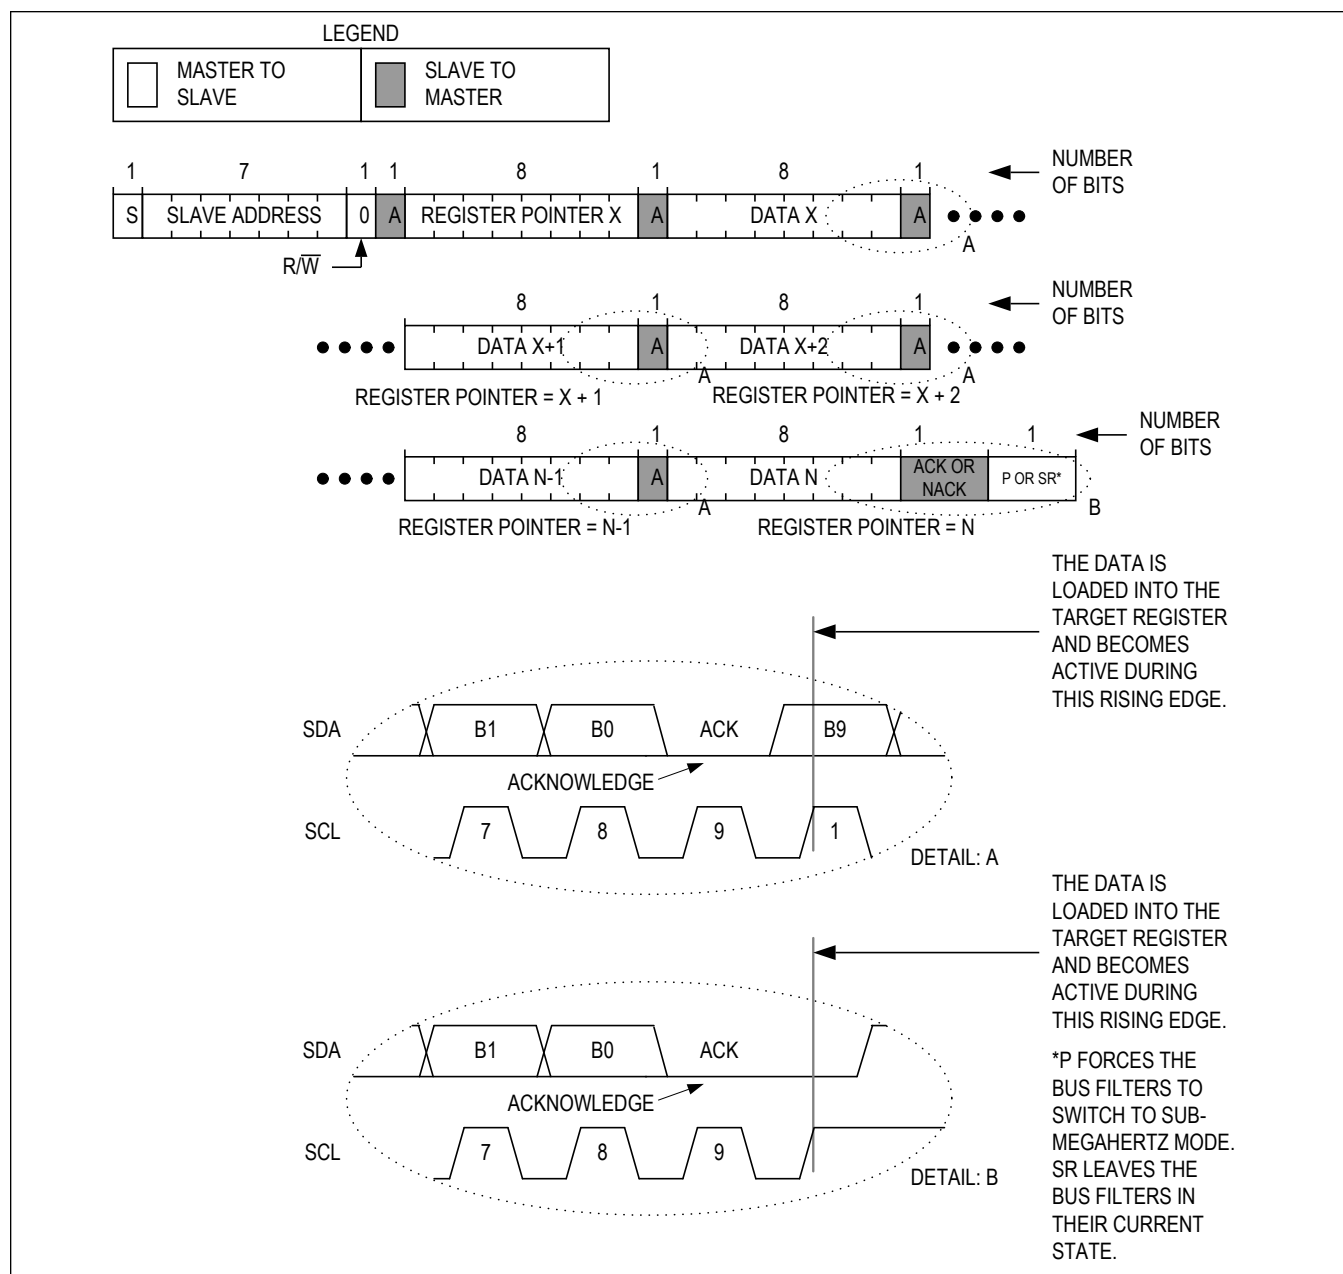 LEGEND
MASTER TO
SLAVE
SLAVE TO
MASTER
1 7 1 1 8 1 8 1
NUMBER
OF BITS
S SLAVE ADDRESS 0 A REGISTER POINTER X A DATA X A
A
R/W̅
8 1 8 1
NUMBER
OF BITS
DATA X+1 A DATA X+2 A
A A
REGISTER POINTER = X + 1 REGISTER POINTER = X + 2
8 1 8 1 1
NUMBER
OF BITS
DATA N-1 A DATA N ACK OR
NACK P OR SR*
A B
REGISTER POINTER = N-1 REGISTER POINTER = N
THE DATA IS
LOADED INTO THE
TARGET REGISTER
AND BECOMES
ACTIVE DURING
THIS RISING EDGE.
SDA B1 B0 ACK B9
ACKNOWLEDGE
SCL 7 8 9 1
DETAIL: A
THE DATA IS
LOADED INTO THE
TARGET REGISTER
AND BECOMES
ACTIVE DURING
THIS RISING EDGE.
SDA B1 B0 ACK
ACKNOWLEDGE
SCL 7 8 9
DETAIL: B
*P FORCES THE
BUS FILTERS TO
SWITCH TO SUB-
MEGAHERTZ MODE.
SR LEAVES THE
BUS FILTERS IN
THEIR CURRENT
STATE.